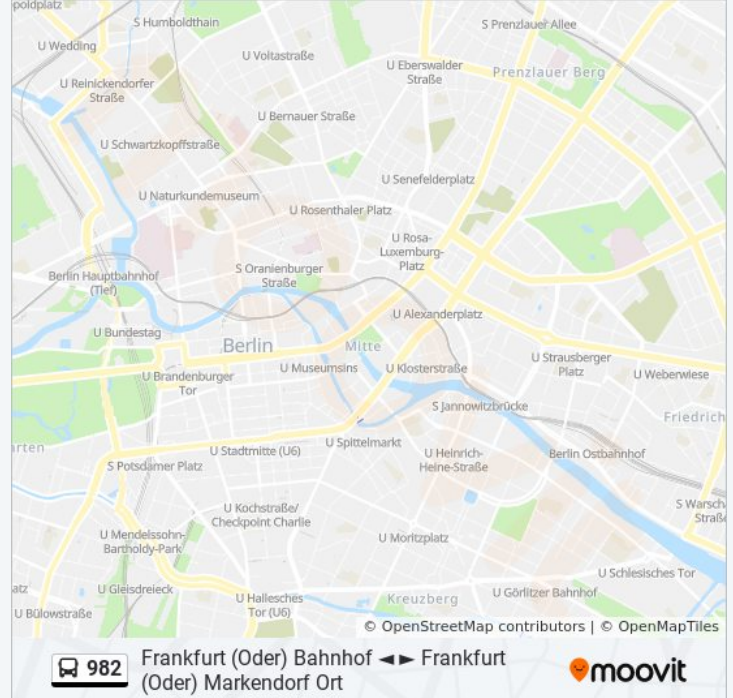 poldplatz
S Humboldthain
S Prenzlauer Allee
U Wedding
U Voltastraße
U Eberswalder
Straße
Prenzlauer Berg
U Reinickendorfer
Straße
U Bernauer Straße
U Schwartzkopffstraße
U Senefelderplatz
U Naturkundemuseum
U Rosenthaler Platz
U Rosa-
Luxemburg-
Platz
S Oranienburger
Straße
Berlin Hauptbahnhof
(Tief)
U Alexanderplatz
U Bundestag
Berlin
Mitte
U Strausberger
Platz
U Museumsinsel
U Klosterstraße
U Weberwiese
U Brandenburger
Tor
S Jannowitzbrücke
Friedrich
arten
U Stadtmitte (U6)
U Spittelmarkt
U Heinrich-
Heine-Straße
Berlin Ostbahnhof
S Potsdamer Platz
S Warsch
Straße
U Kochstraße/
Checkpoint Charlie
U Mendelssohn-
Bartholdy-Park
U Moritzplatz
U Schlesisches Tor
atz
U Gleisdreieck
U Hallesches
Tor (U6)
Kreuzberg
U Görlitzer Bahnhof
U Bülowstraße
© OpenStreetMap contributors | © OpenMapTiles
982
Frankfurt (Oder) Bahnhof ◄► Frankfurt
(Oder) Markendorf Ort
moovit